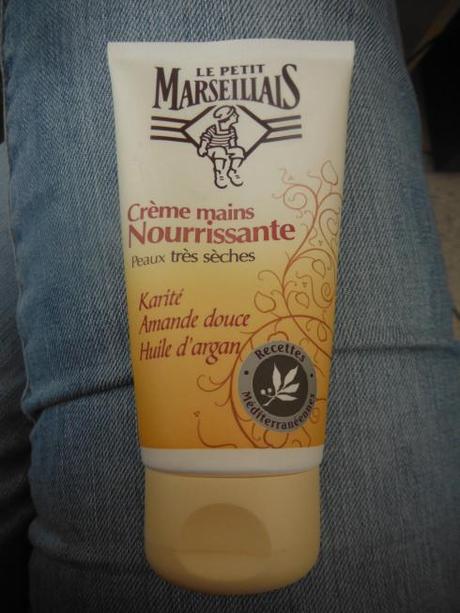 LE PETIT
MARSEILLAIS
Crème mains
Nourrissante
Peaux très sèches
Karité
Amande douce
Huile d'argan
• Recettes •
Méditerranéennes